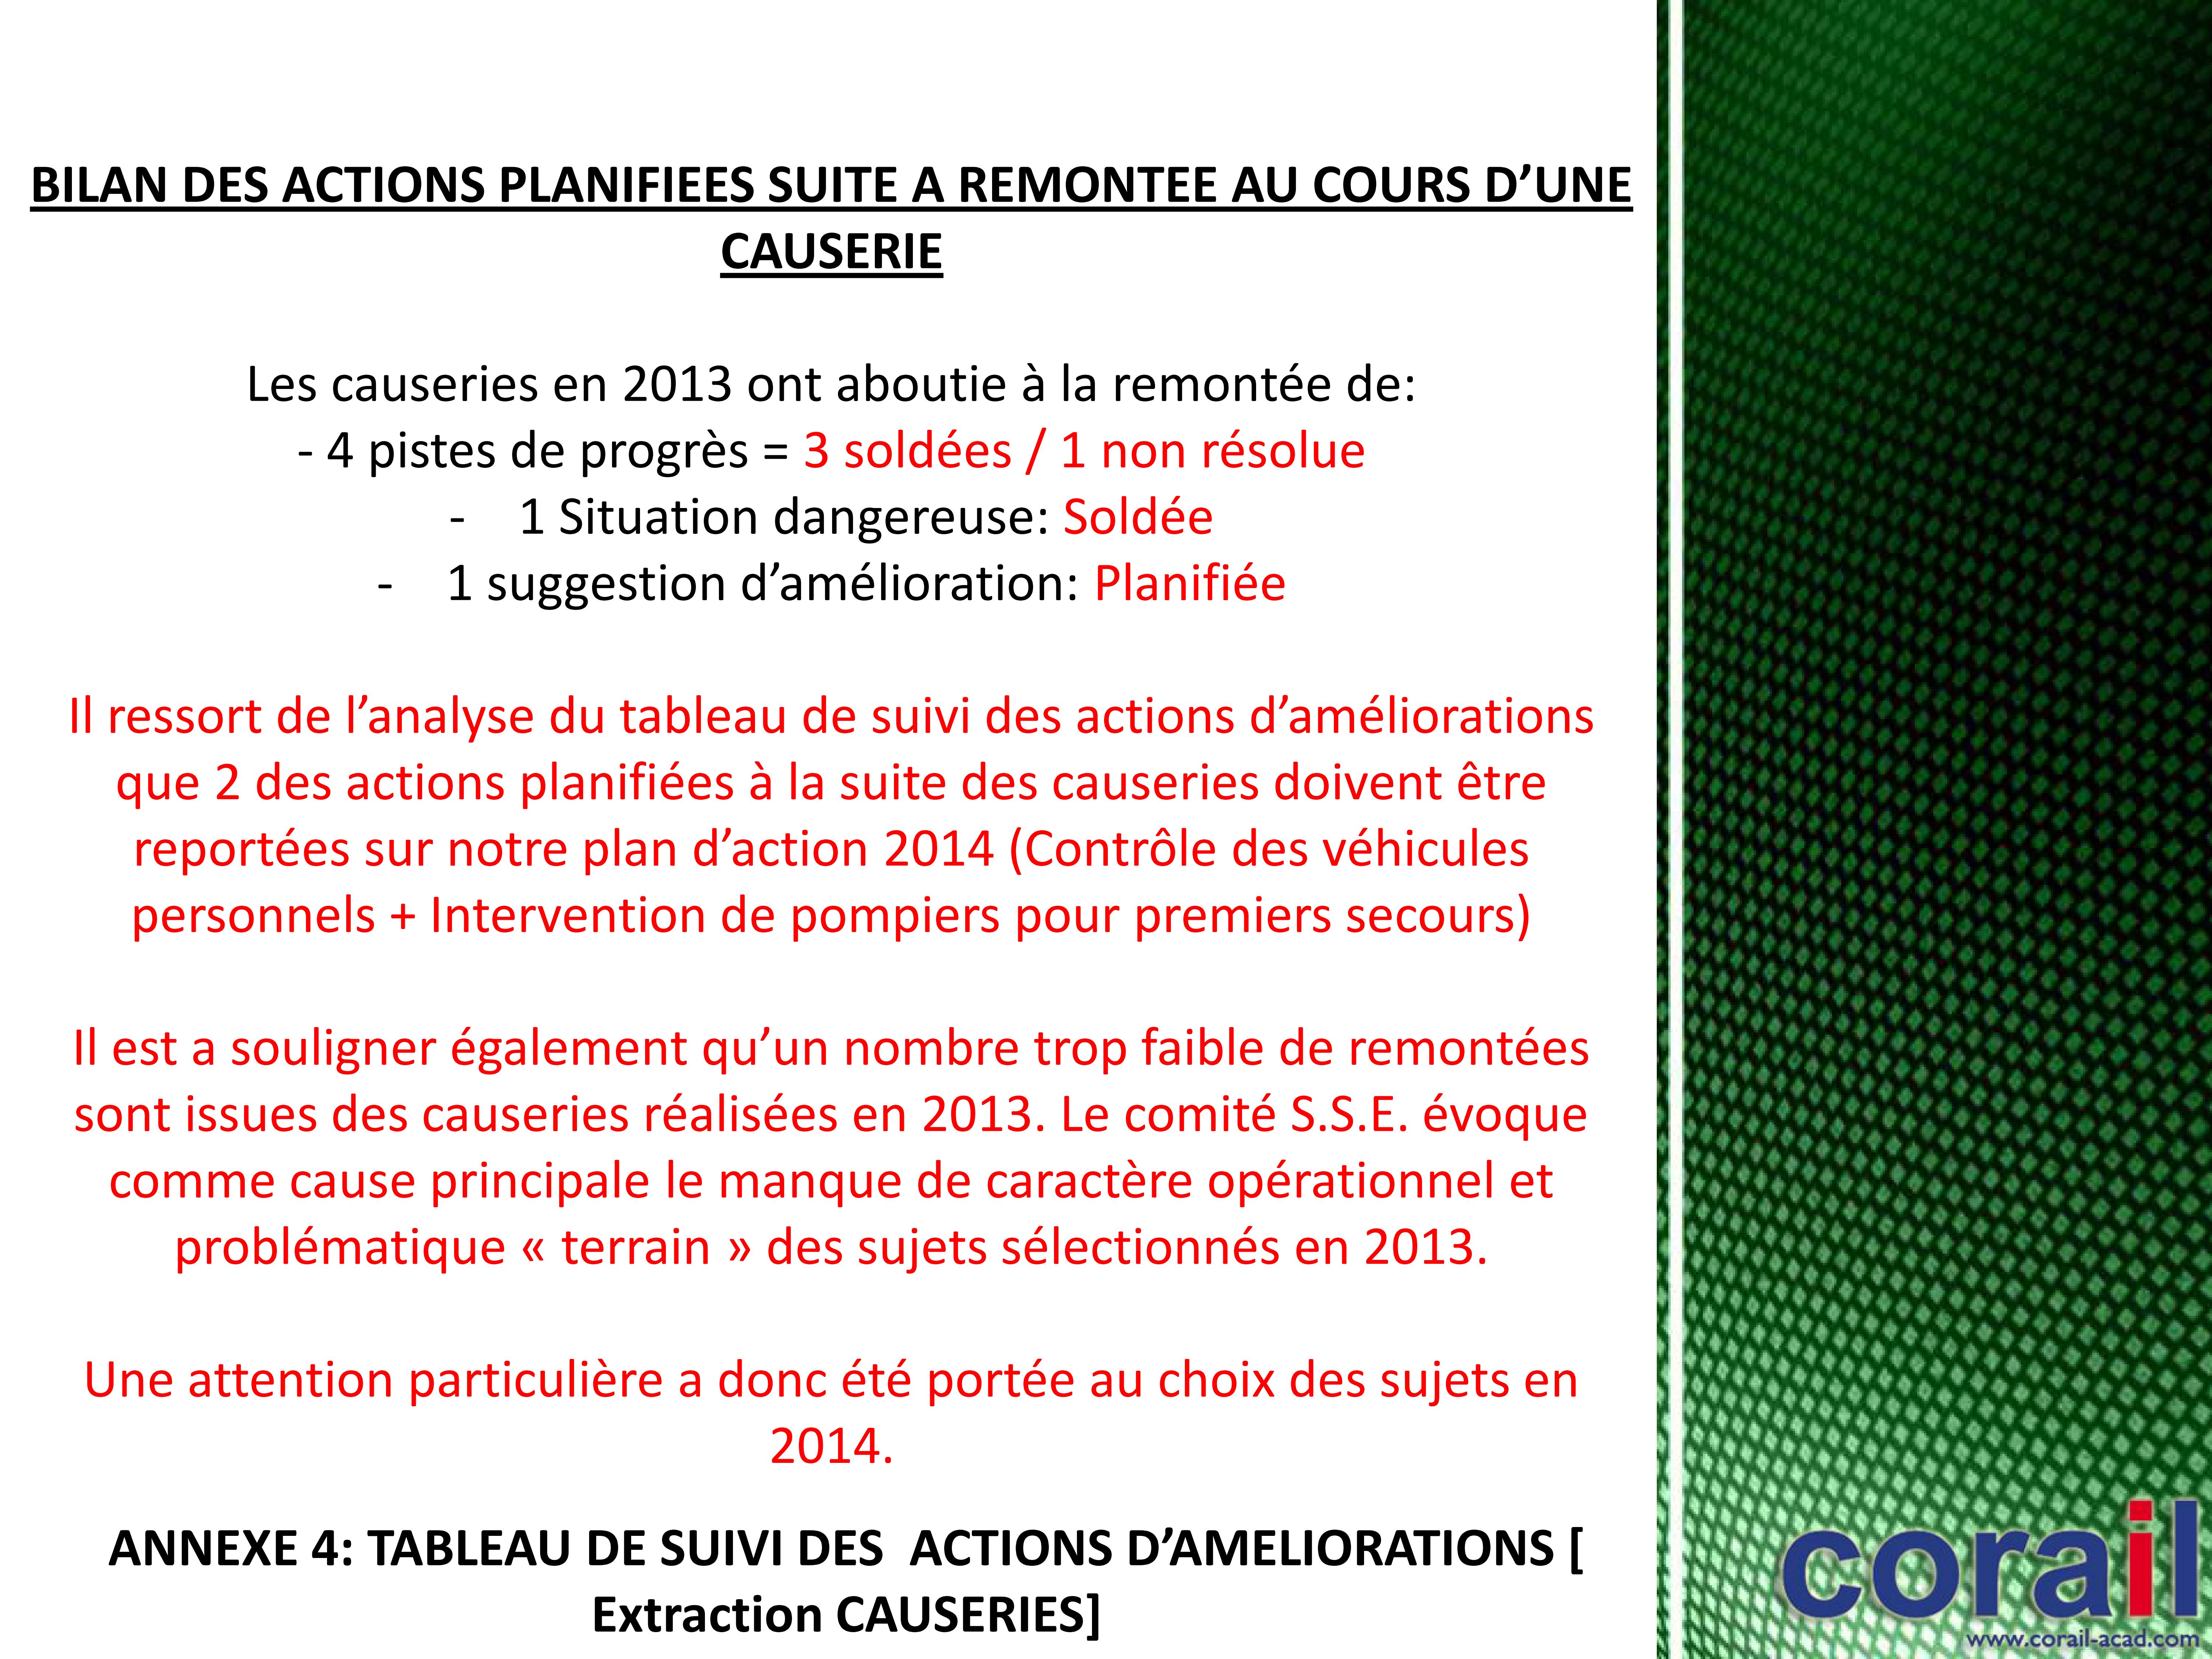 BILAN DES ACTIONS PLANIFIEES SUITE A REMONTEE AU COURS D’UNE
CAUSERIE
Les causeries en 2013 ont aboutie à la remontée de:
- 4 pistes de progrès = 3 soldées / 1 non résolue
- 1 Situation dangereuse: Soldée
- 1 suggestion d’amélioration: Planifiée
Il ressort de l’analyse du tableau de suivi des actions d’améliorations
que 2 des actions planifiées à la suite des causeries doivent être
reportées sur notre plan d’action 2014 (Contrôle des véhicules
personnels + Intervention de pompiers pour premiers secours)
Il est a souligner également qu’un nombre trop faible de remontées
sont issues des causeries réalisées en 2013. Le comité S.S.E. évoque
comme cause principale le manque de caractère opérationnel et
problématique « terrain » des sujets sélectionnés en 2013.
Une attention particulière a donc été portée au choix des sujets en
2014.
ANNEXE 4: TABLEAU DE SUIVI DES  ACTIONS D’AMELIORATIONS [
Extraction CAUSERIES]
corail
www.corail-acad.com